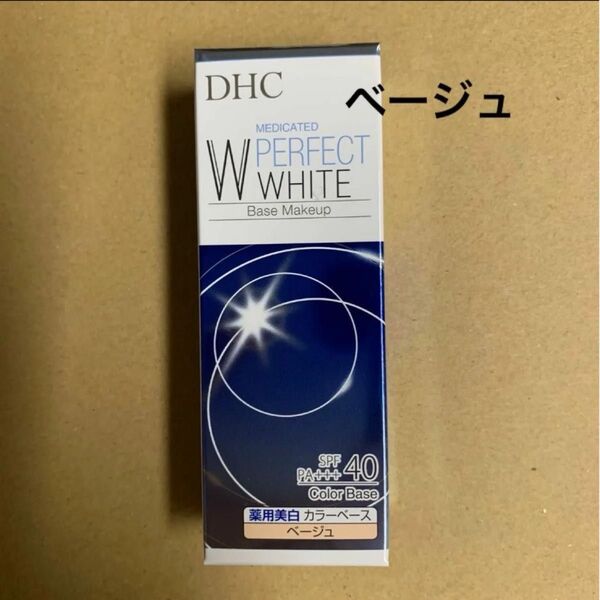 DHC
ベージュ
MEDICATED
W PERFECT
WHITE
Base Makeup
SPF
PA+++ 40
Color Base
薬用美白 カラーベース
ベージュ